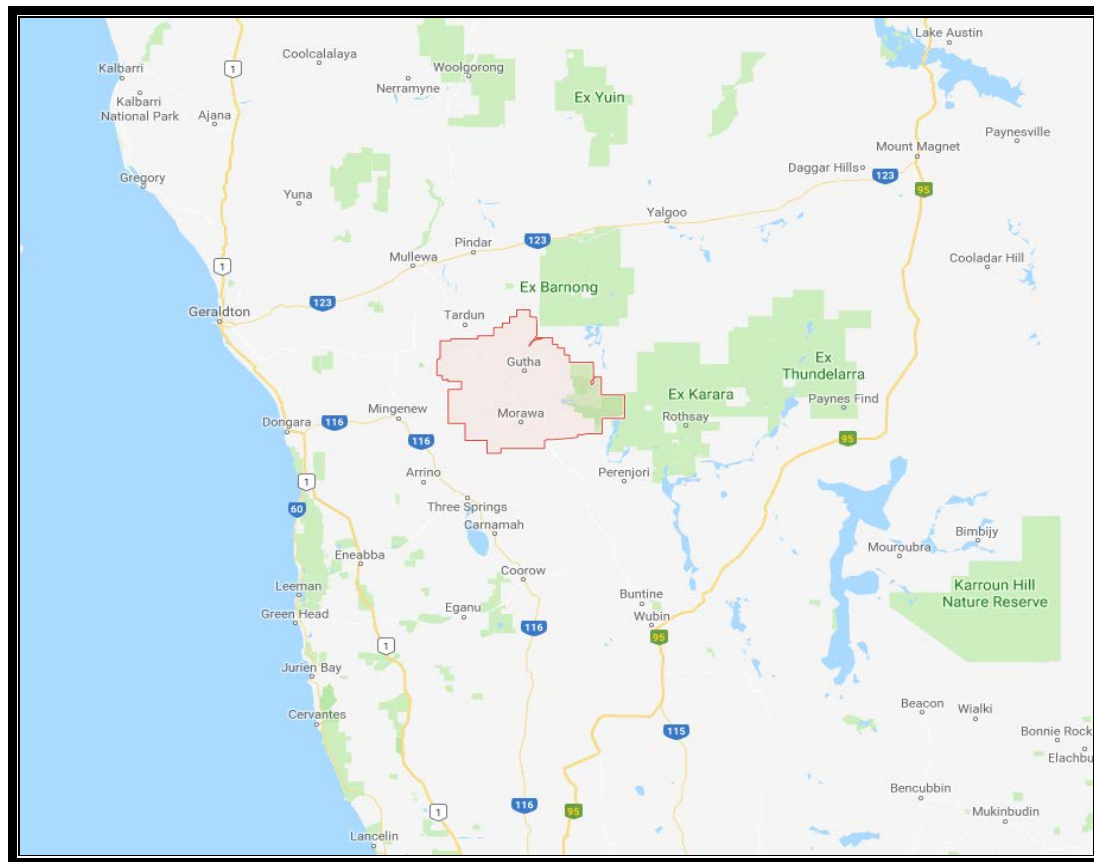 Lake Austin
Coolcalalaya
Kalbarri
1
Woolgorong
Nerramyne
Ex Yuin
Kalbarri
National Park
Ajana
Paynesville
Mount Magnet
Daggar Hills
123
Gregory
95
Yuna
Yalgoo
Pindar
123
Mullewa
Cooladar Hill
1
Ex Barnong
123
Geraldton
Tardun
Gutha
Ex
Thundelarra
Ex Karara
Paynes Find
Mingenew
Morawa
Rothsay
Dongara
116
116
95
Arrino
Perenjori
1
Three Springs
60
Carnamah
Bimbijy
Mouroubra
Eneabba
Coorow
Karroun Hill
Nature Reserve
Leeman
Buntine
Green Head
Eganu
Wubin
116
95
1
Jurien Bay
Beacon
Wialki
Cervantes
115
Bonnie Rock
Elachbu
Bencubbin
116
95
1
Mukinbudin
Lancelin